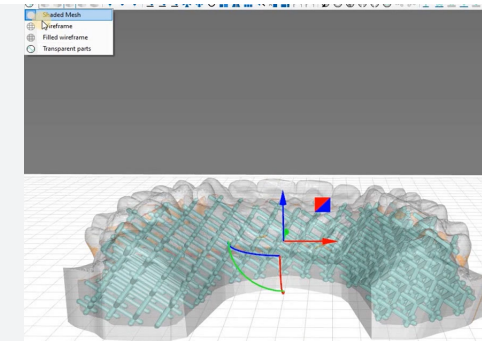 Shaded Mesh
Wireframe
Filled wireframe
Transparent parts